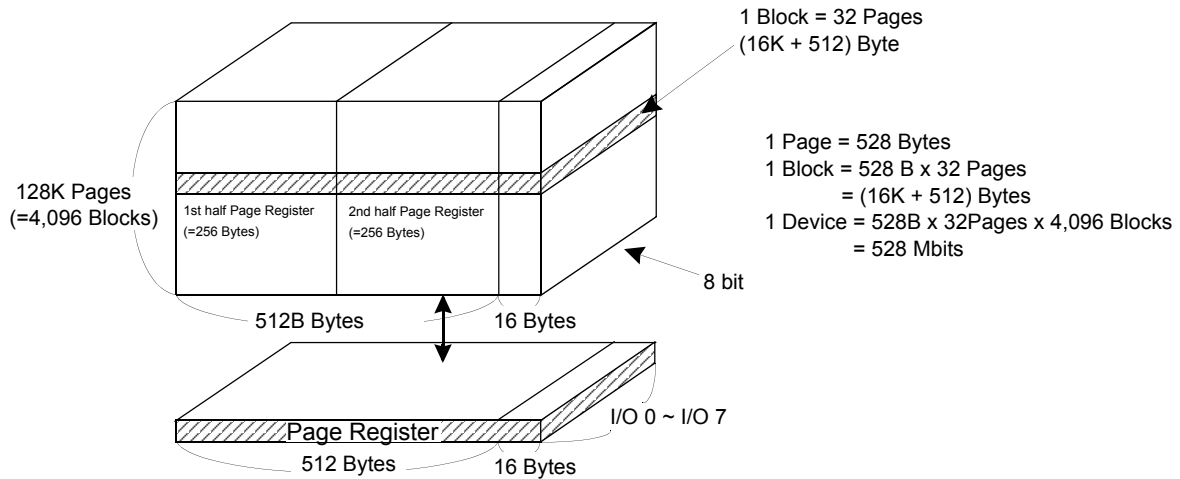 1 Block = 32 Pages
(16K + 512) Byte
1 Page = 528 Bytes
1 Block = 528 B x 32 Pages
= (16K + 512) Bytes
1 Device = 528B x 32Pages x 4,096 Blocks
= 528 Mbits
128K Pages
(=4,096 Blocks)
1st half Page Register
(=256 Bytes)
2nd half Page Register
(=256 Bytes)
8 bit
512B Bytes
16 Bytes
I/O 0 ~ I/O 7
Page Register
512 Bytes
16 Bytes